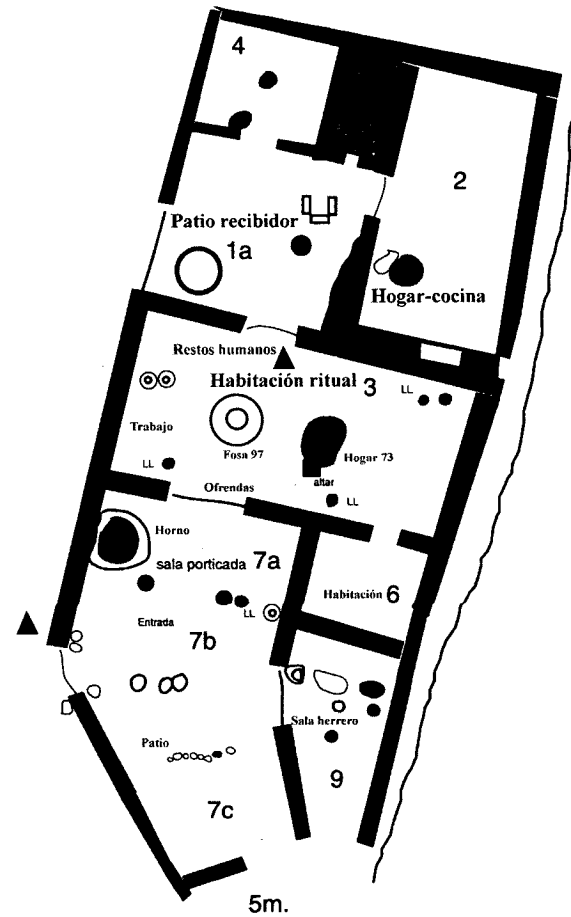 4
2
Patio recibidor
1a
Hogar-cocina
Restos humanos
Habitación ritual 3
LL
Trabajo
Fosa 97
Hogar 73
LL
altar
Ofrendas
LL
Horno
sala porticada 7a
Habitación 6
Entrada
LL
7b
Sala herrero
Patio
9
7c
5m.